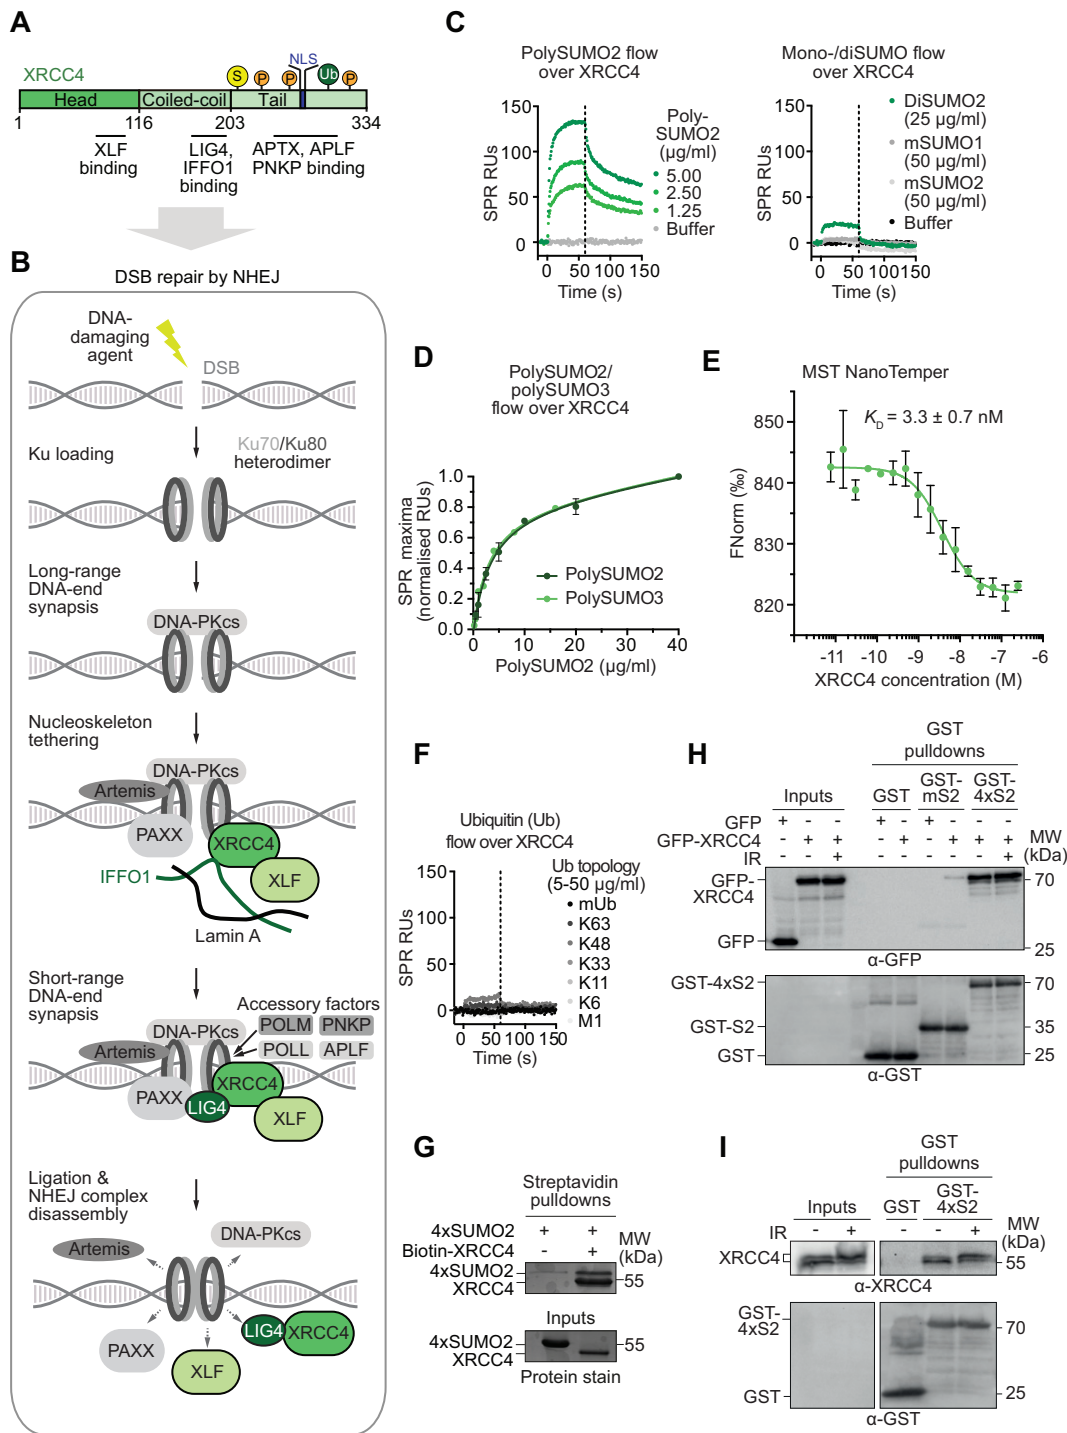 A
XRCC4
NLS
S
P
P
Ub
P
Head
Coiled-coil
Tail
1
116
203
334
XLF
binding
LIG4,
IFFO1
binding
APTX, APLF
PNKP binding
B
DSB repair by NHEJ
DNA-
damaging
agent
DSB
Ku loading
Ku70/Ku80
heterodimer
Long-range
DNA-end
synapsis
DNA-PKcs
Nucleoskeleton
tethering
DNA-PKcs
Artemis
PAXX
XRCC4
IFFO1
XLF
Lamin A
Short-range
DNA-end
synapsis
Accessory factors
DNA-PKcs
POLM
PNKP
Artemis
POLL
APLF
XRCC4
PAXX
LIG4
XLF
Ligation &
NHEJ complex
disassembly
DNA-PKcs
Artemis
LIG4
XRCC4
PAXX
XLF
C
PolySUMO2 flow
over XRCC4
150
100
50
0
SPR RUs
0 50 100 150
Time (s)
Poly-
SUMO2
(µg/ml)
5.00
2.50
1.25
Buffer
Mono-/diSUMO flow
over XRCC4
150
100
50
0
SPR RUs
0 50 100 150
Time (s)
DiSUMO2
(25 µg/ml)
mSUMO1
(50 µg/ml)
mSUMO2
(50 µg/ml)
Buffer
D
PolySUMO2/
polySUMO3
flow over XRCC4
1.0
0.8
0.6
0.4
0.2
0.0
SPR maxima
(normalised RUs)
PolySUMO2
PolySUMO3
0 10 20 30 40
PolySUMO2 (µg/ml)
E
MST NanoTemper
KD = 3.3 ± 0.7 nM
850
840
830
820
FNorm (‰)
-11 -10 -9 -8 -7 -6
XRCC4 concentration (M)
F
Ubiquitin (Ub)
flow over XRCC4
150
100
50
0
SPR RUs
0 50 100 150
Time (s)
Ub topology
(5-50 µg/ml)
mUb
K63
K48
K33
K11
K6
M1
G
Streptavidin
pulldowns
4xSUMO2 + +
Biotin-XRCC4 - +
MW
(kDa)
4xSUMO2
XRCC4
55
Inputs
4xSUMO2
XRCC4
55
Protein stain
H
GST
pulldowns
Inputs
GST
GST-
mS2
GST-
4xS2
GFP + - - + - + - - -
GFP-XRCC4 - + + - + - + + +
IR - - + - - - - - +
MW
(kDa)
GFP-
XRCC4
GFP
70
25
α-GFP
GST-4xS2
GST-S2
GST
70
35
25
α-GST
I
GST
pulldowns
Inputs
GST
GST-
4xS2
IR - + - - +
MW
(kDa)
XRCC4
55
α-XRCC4
GST-
4xS2
GST
70
25
α-GST